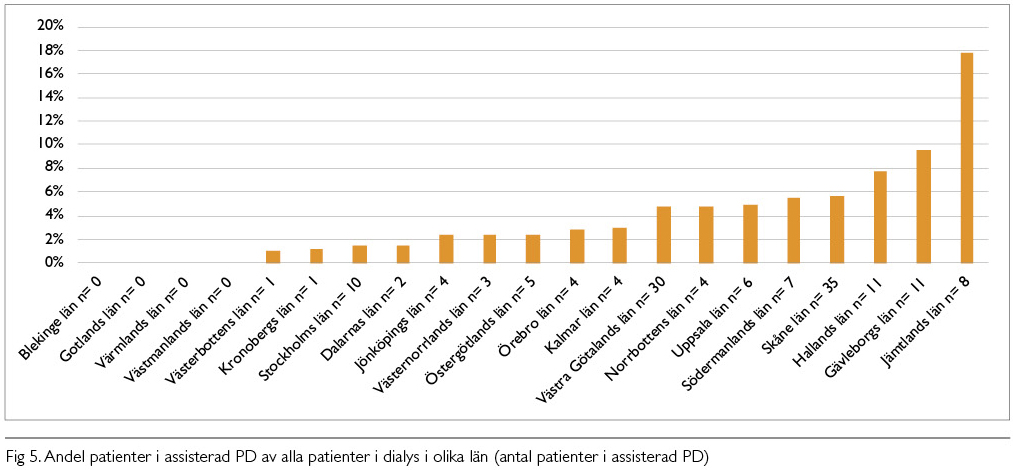 20%
18%
16%
14%
12%
10%
8%
6%
4%
2%
0%
Blekinge län n= 0
Gotlands län n= 0
Värmlands län n= 0
Västmanlands län n= 0
Västerbottens län n= 1
Kronobergs län n= 1
Stockholms län n= 10
Dalarnas län n= 2
Jönköpings län n= 4
Västernorrlands län n= 3
Östergötlands län n= 5
Örebro län n= 4
Kalmar län n= 4
Västra Götalands län n= 30
Norrbottens län n= 4
Uppsala län n= 6
Södermanlands län n= 7
Skåne län n= 35
Hallands län n= 11
Gävleborgs län n= 11
Jämtlands län n= 8
Fig 5. Andel patienter i assisterad PD av alla patienter i dialys i olika län (antal patienter i assisterad PD)